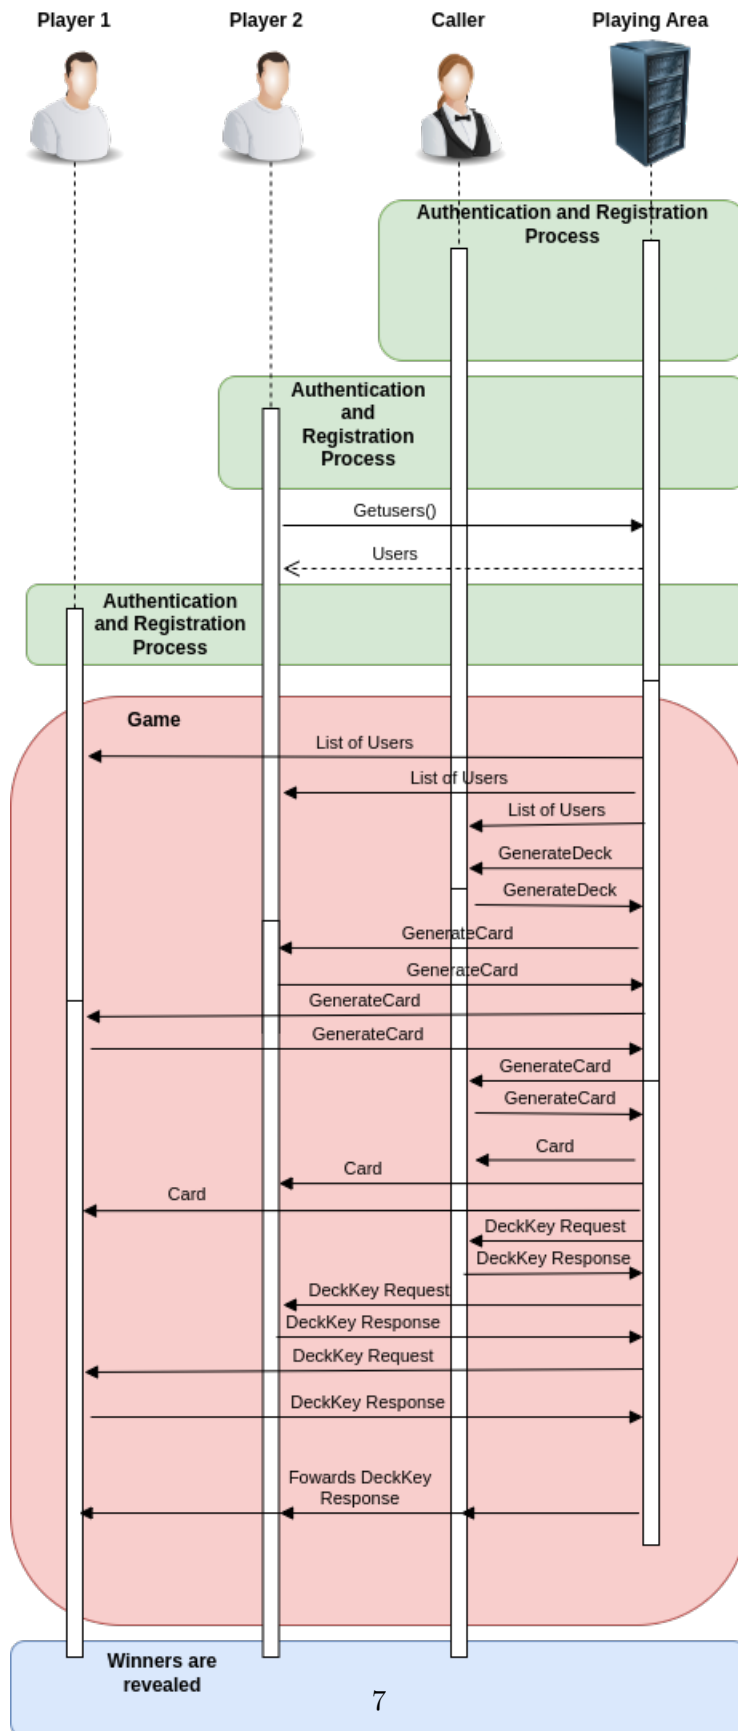 Player 1
Player 2
Caller
Playing Area
Authentication and Registration
Process
Authentication
and
Registration
Process
Getusers()
Users
Authentication
and Registration
Process
Game
List of Users
List of Users
List of Users
GenerateDeck
GenerateDeck
GenerateCard
GenerateCard
GenerateCard
GenerateCard
GenerateCard
GenerateCard
Card
Card
Card
DeckKey Request
DeckKey Response
DeckKey Request
DeckKey Response
DeckKey Request
DeckKey Response
Fowards DeckKey
Response
Winners are
revealed
7